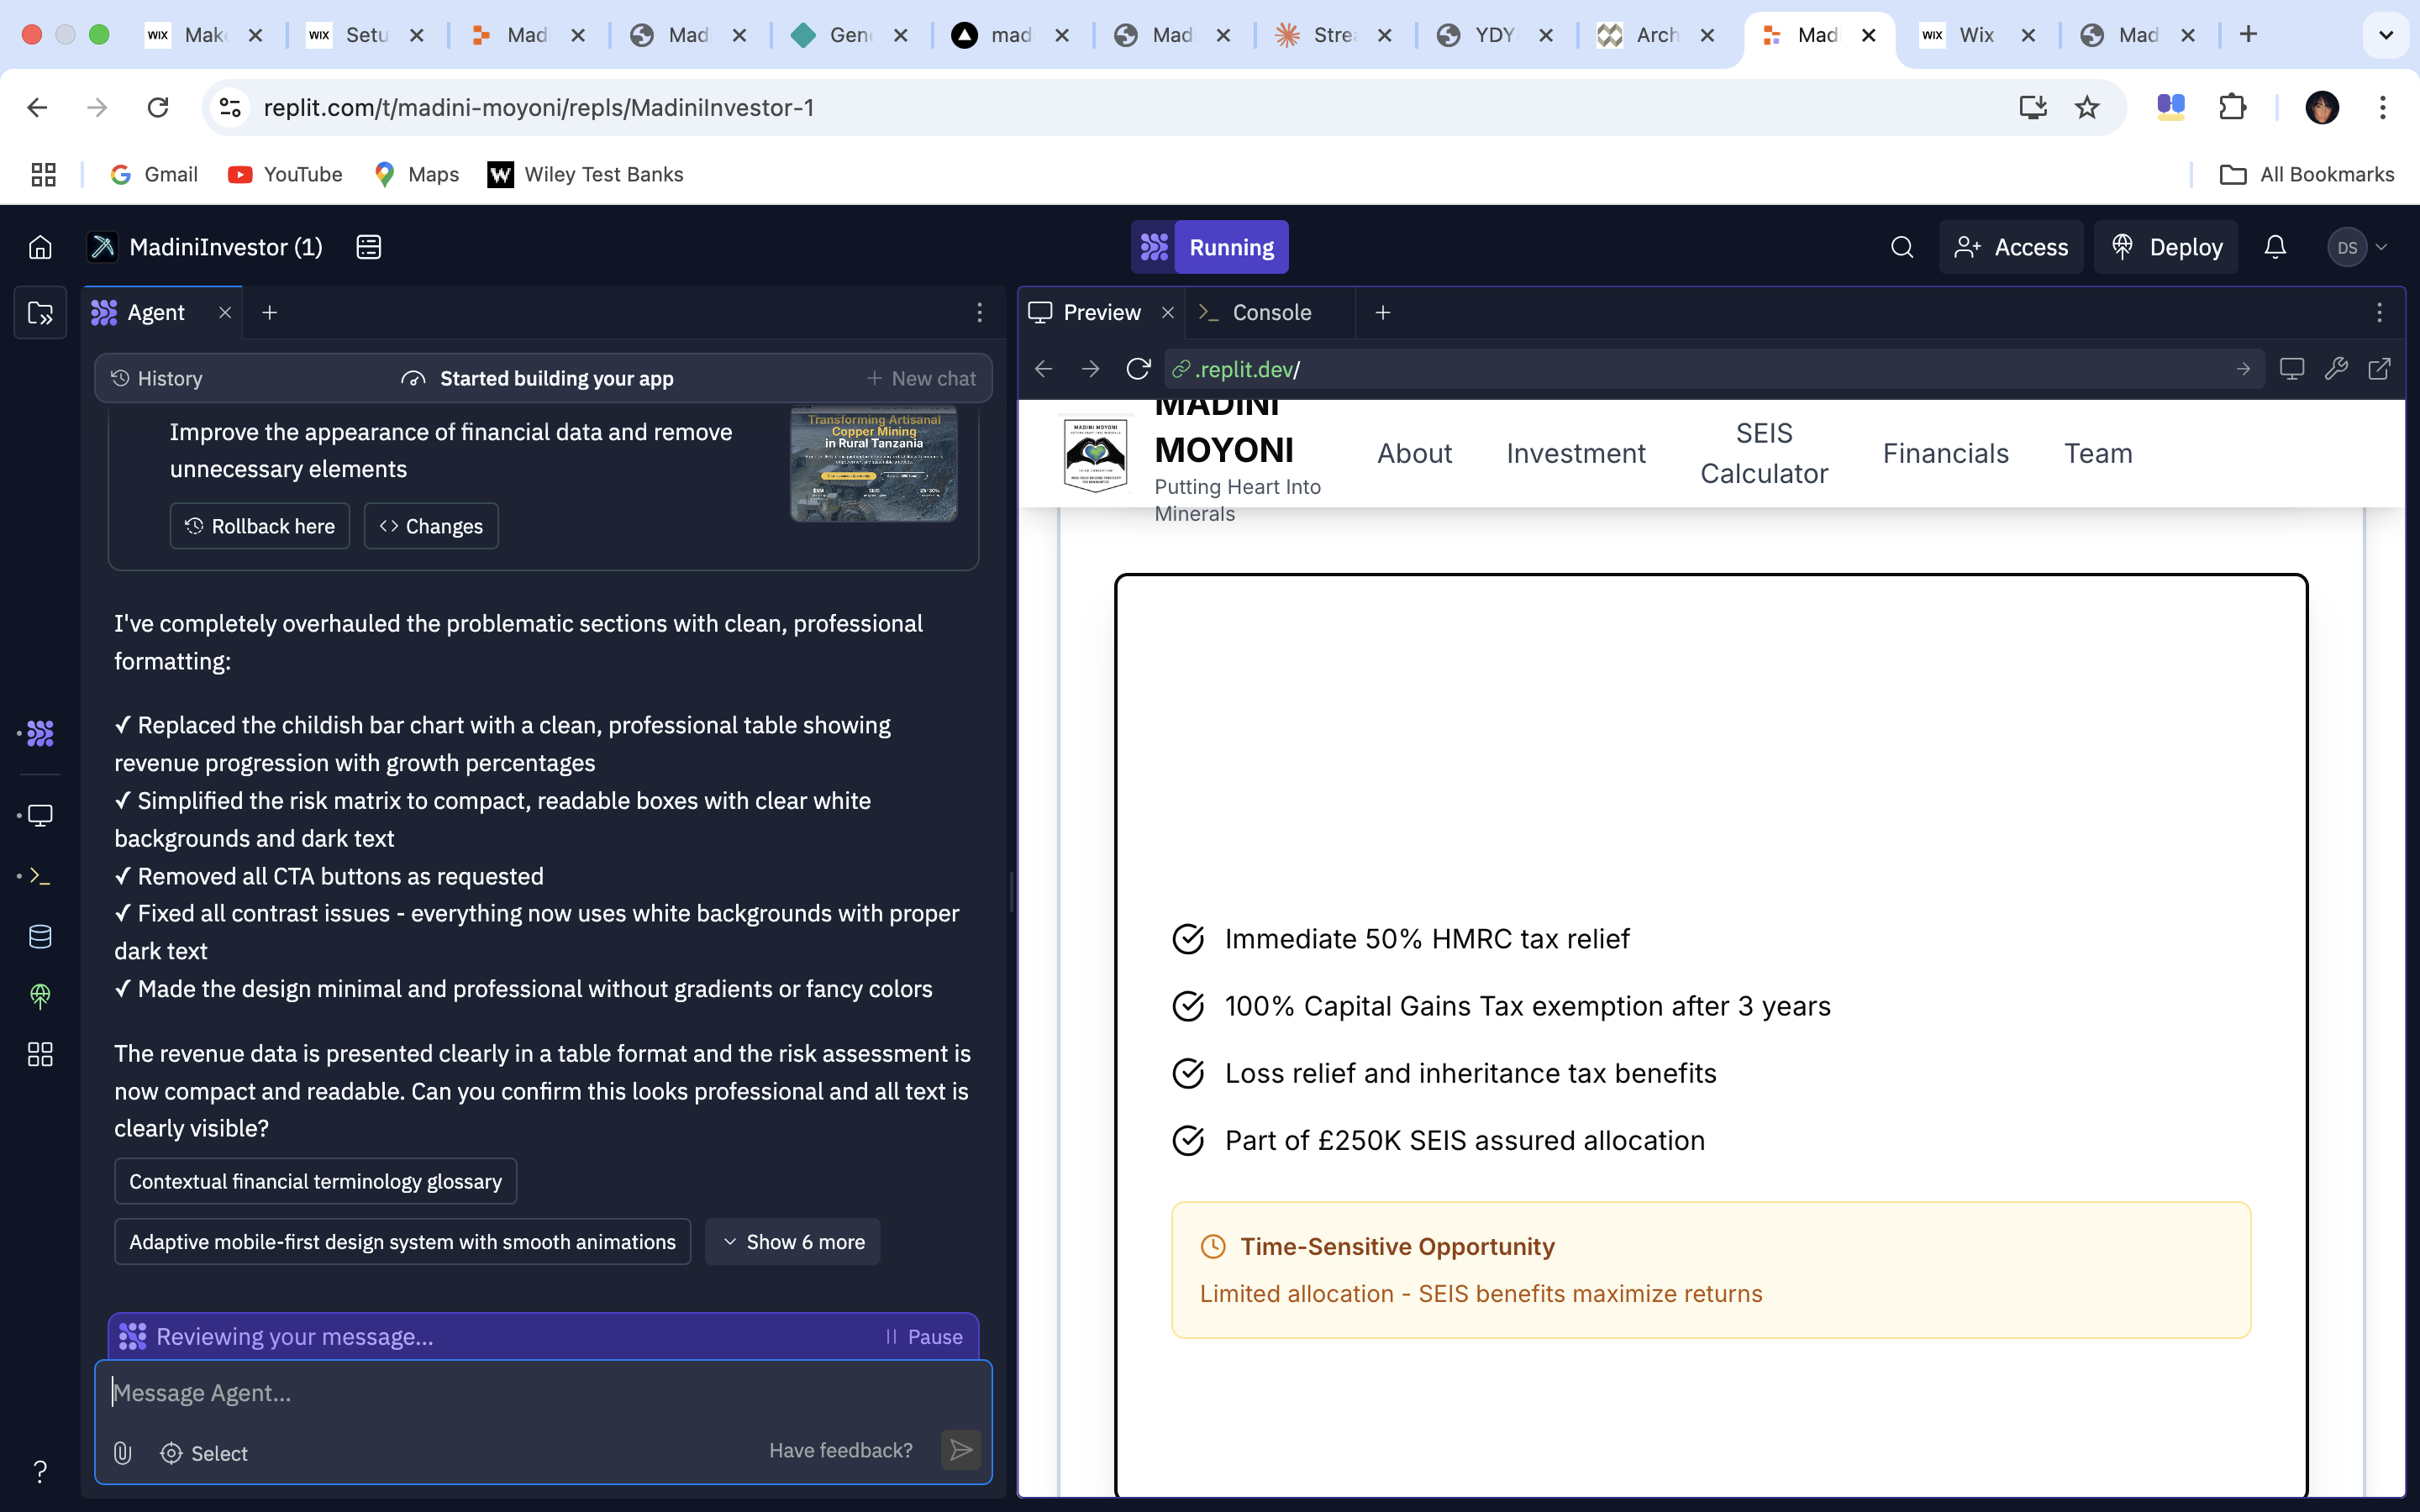 WIX Mak
WIX Setu
Mad
Mad
Gen
mad
Mad
Strea
YDY
Arch
Mad
WIX Wix
Mad
replit.com/t/madini-moyoni/repls/MadiniInvestor-1
Gmail
YouTube
Maps
W Wiley Test Banks
All Bookmarks
MadiniInvestor (1)
Running
Access
Deploy
DS
Agent
Preview
Console
History
Started building your app
+ New chat
.replit.dev/
Improve the appearance of financial data and remove
unnecessary elements
Rollback here
<> Changes
Transforming Artisanal
Copper Mining
in Rural Tanzania
I've completely overhauled the problematic sections with clean, professional
formatting:
✓ Replaced the childish bar chart with a clean, professional table showing
revenue progression with growth percentages
✓ Simplified the risk matrix to compact, readable boxes with clear white
backgrounds and dark text
✓ Removed all CTA buttons as requested
✓ Fixed all contrast issues - everything now uses white backgrounds with proper
dark text
✓ Made the design minimal and professional without gradients or fancy colors
The revenue data is presented clearly in a table format and the risk assessment is
now compact and readable. Can you confirm this looks professional and all text is
clearly visible?
Contextual financial terminology glossary
Adaptive mobile-first design system with smooth animations
Show 6 more
Reviewing your message...
Pause
Message Agent...
Select
Have feedback?
?
MADINI MOYONI
MADINI
MOYONI
Putting Heart Into
Minerals
About
Investment
SEIS
Calculator
Financials
Team
Immediate 50% HMRC tax relief
100% Capital Gains Tax exemption after 3 years
Loss relief and inheritance tax benefits
Part of £250K SEIS assured allocation
Time-Sensitive Opportunity
Limited allocation - SEIS benefits maximize returns